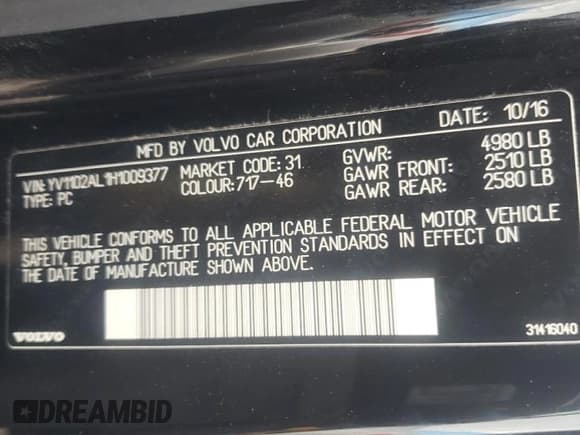 MFD BY VOLVO CAR CORPORATION DATE: 10/16
VIN: YV1102AL1H1009377 MARKET CODE: 31 GVWR: 4980 LB
TYPE: PC COLOUR: 717-46 GAWR FRONT: 2510 LB
GAWR REAR: 2580 LB
THIS VEHICLE CONFORMS TO ALL APPLICABLE FEDERAL MOTOR VEHICLE
SAFETY, BUMPER AND THEFT PREVENTION STANDARDS IN EFFECT ON
THE DATE OF MANUFACTURE SHOWN ABOVE.
VOLVO 31416040
DREAMBID